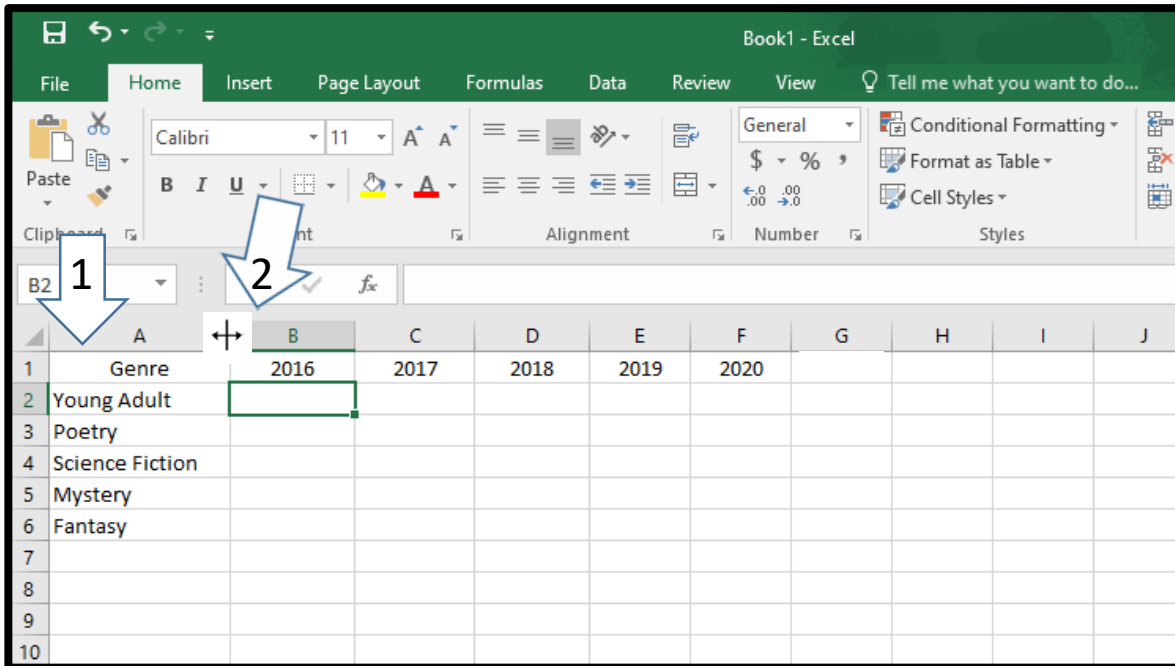 Book1 - Excel
File Home Insert Page Layout Formulas Data Review View Tell me what you want to do...
Calibri 11 A A General Conditional Formatting
Paste $ % , Format as Table
B I U A .00 .0 Cell Styles
nt Alignment Number Styles
B2 1 2 fx
A B C D E F G H I J
1 Genre 2016 2017 2018 2019 2020
2 Young Adult
3 Poetry
4 Science Fiction
5 Mystery
6 Fantasy
7
8
9
10